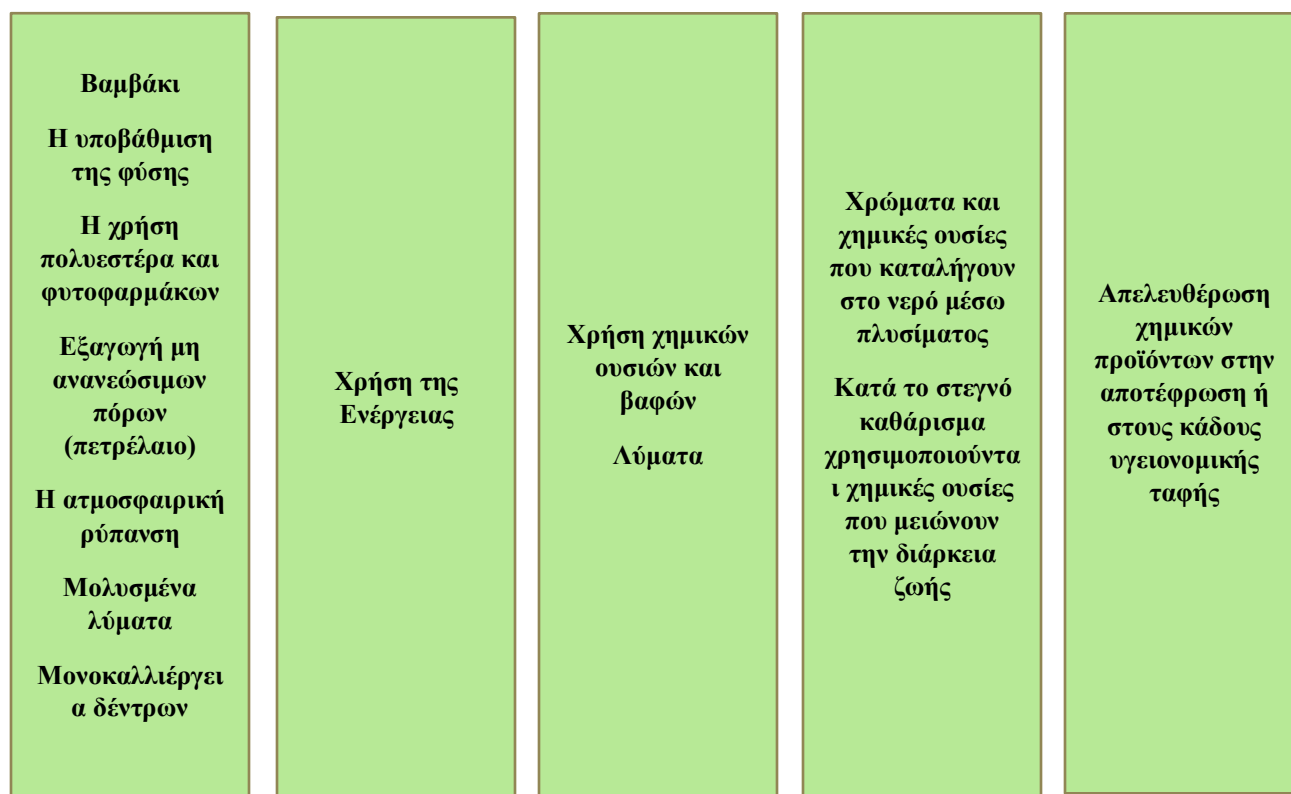 Βαμβάκι
Η υποβάθμιση
της φύσης
Η χρήση
πολυεστέρα και
φυτοφαρμάκων
Εξαγωγή μη
ανανεώσιμων
πόρων
(πετρέλαιο)
Η ατμοσφαιρική
ρύπανση
Μολυσμένα
λύματα
Μονοκαλλιέργει
α δέντρων
Χρήση της
Ενέργειας
Χρήση χημικών
ουσιών και
βαφών
Λύματα
Χρώματα και
χημικές ουσίες
που καταλήγουν
στο νερό μέσω
πλυσίματος
Κατά το στεγνό
καθάρισμα
χρησιμοποιούντα
ι χημικές ουσίες
που μειώνουν
την διάρκεια
ζωής
Απελευθέρωση
χημικών
προϊόντων στην
αποτέφρωση ή
στους κάδους
υγειονομικής
ταφής